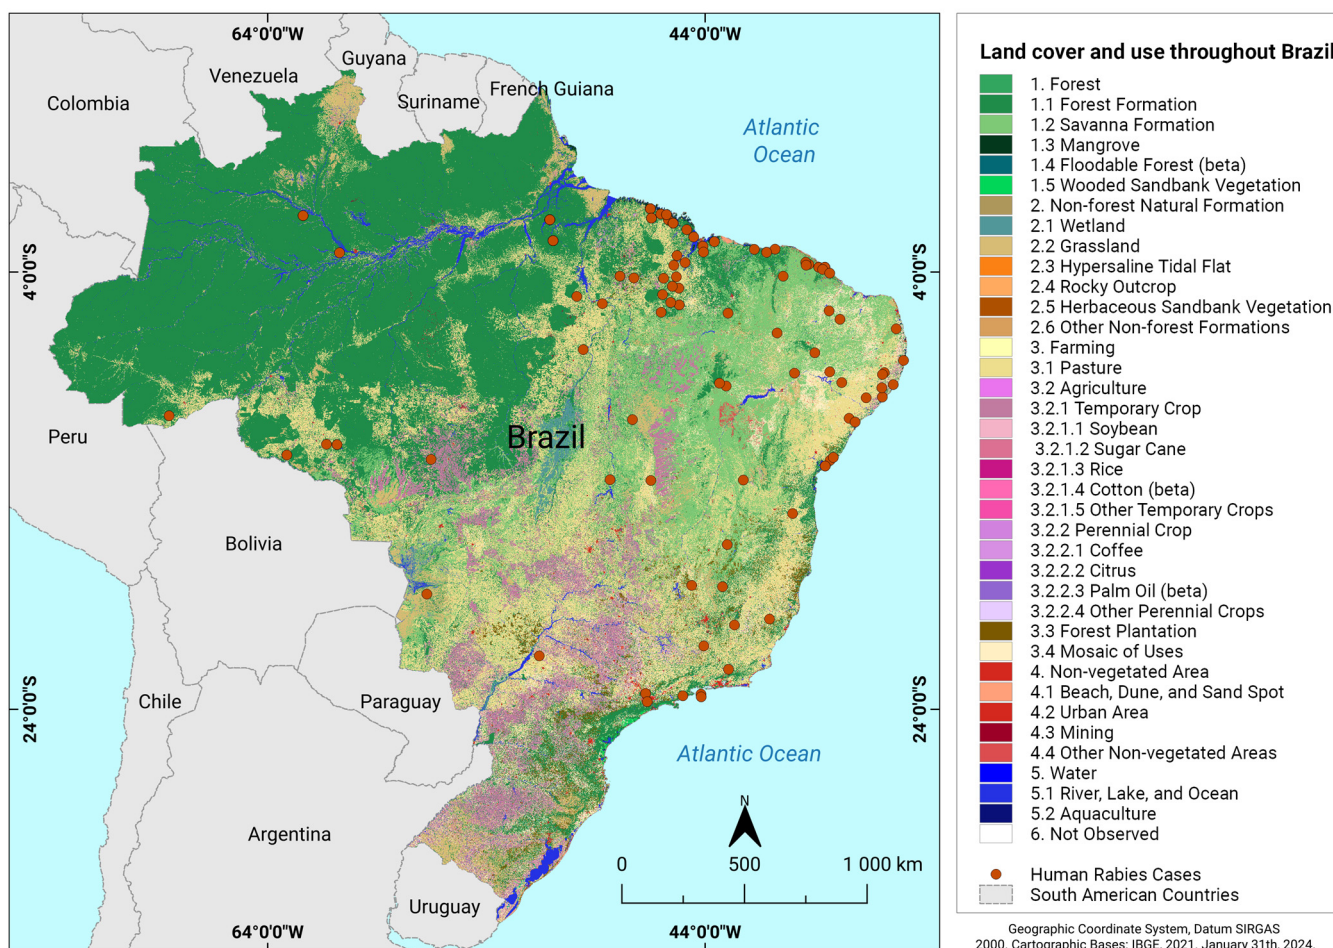 64°0'0"W
44°0'0"W
Guyana
Venezuela
French Guiana
Colombia
Suriname
Atlantic
Ocean
4°0'0"S
4°0'0"S
Brazil
Peru
Bolivia
Paraguay
Chile
24°0'0"S
24°0'0"S
Atlantic Ocean
Argentina
N
0 500 1 000 km
Uruguay
64°0'0"W
44°0'0"W
Land cover and use throughout Brazil
1. Forest
1.1 Forest Formation
1.2 Savanna Formation
1.3 Mangrove
1.4 Floodable Forest (beta)
1.5 Wooded Sandbank Vegetation
2. Non-forest Natural Formation
2.1 Wetland
2.2 Grassland
2.3 Hypersaline Tidal Flat
2.4 Rocky Outcrop
2.5 Herbaceous Sandbank Vegetation
2.6 Other Non-forest Formations
3. Farming
3.1 Pasture
3.2 Agriculture
3.2.1 Temporary Crop
3.2.1.1 Soybean
3.2.1.2 Sugar Cane
3.2.1.3 Rice
3.2.1.4 Cotton (beta)
3.2.1.5 Other Temporary Crops
3.2.2 Perennial Crop
3.2.2.1 Coffee
3.2.2.2 Citrus
3.2.2.3 Palm Oil (beta)
3.2.2.4 Other Perennial Crops
3.3 Forest Plantation
3.4 Mosaic of Uses
4. Non-vegetated Area
4.1 Beach, Dune, and Sand Spot
4.2 Urban Area
4.3 Mining
4.4 Other Non-vegetated Areas
5. Water
5.1 River, Lake, and Ocean
5.2 Aquaculture
6. Not Observed
Human Rabies Cases
South American Countries
Geographic Coordinate System, Datum SIRGAS
2000. Cartographic Bases: IBGE, 2021. January 31th, 2024.